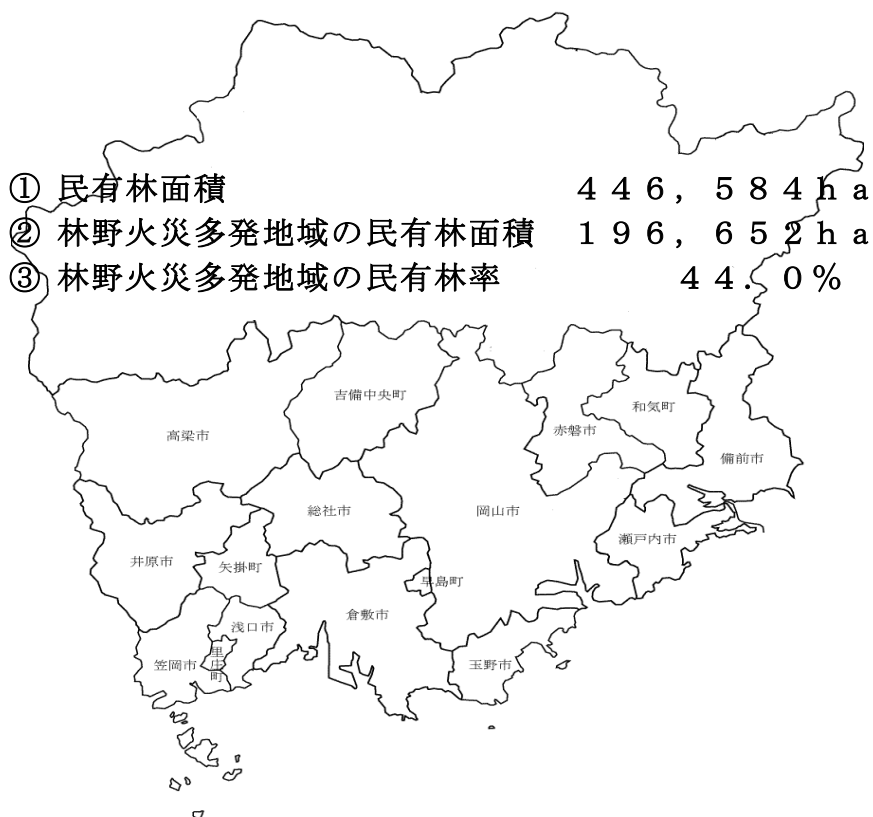 ① 民有林面積 ４４６，５８４ha
② 林野火災多発地域の民有林面積 １９６，６５２ha
③ 林野火災多発地域の民有林率 ４４．０％
吉備中央町
和気町
高梁市
赤磐市
備前市
総社市
岡山市
瀬戸内市
井原市
矢掛町
早島町
倉敷市
浅口市
笠岡市
里庄町
玉野市